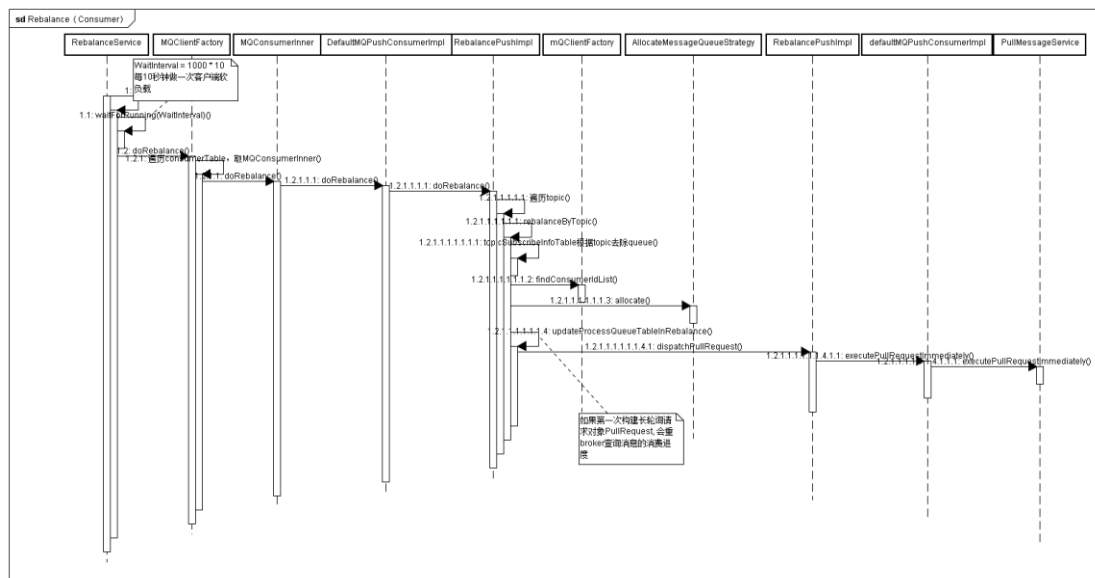 sd Rebalance（Consumer）
RebalanceService
MQClientFactory
MQConsumerInner
DefaultMQPushConsumerImpl
RebalancePushImpl
mQClientFactory
AllocateMessageQueueStrategy
RebalancePushImpl
defaultMQPushConsumerImpl
PullMessageService
WaitInterval = 1000 * 10
每10秒钟做一次客户端软
负载
1:
1.1: waitForRunning(WaitInterval)()
1.2: doRebalance()
1.2.1: 遍历consumerTable，取MQConsumerInner()
doRebalance()
1.2.1.1.1: doRebalance()
1.2.1.1.1.1: doRebalance()
遍历topic()
rebalanceByTopic()
topicSubscribeInfoTable根据topic去除queue()
findConsumerIdList()
allocate()
updateProcessQueueTableInRebalance()
dispatchPullRequest()
executePullRequestImmediately()
executePullRequestImmediately()
如果第一次构建长轮询请
求对象PullRequest, 会重
broker查询消息的消费进
度